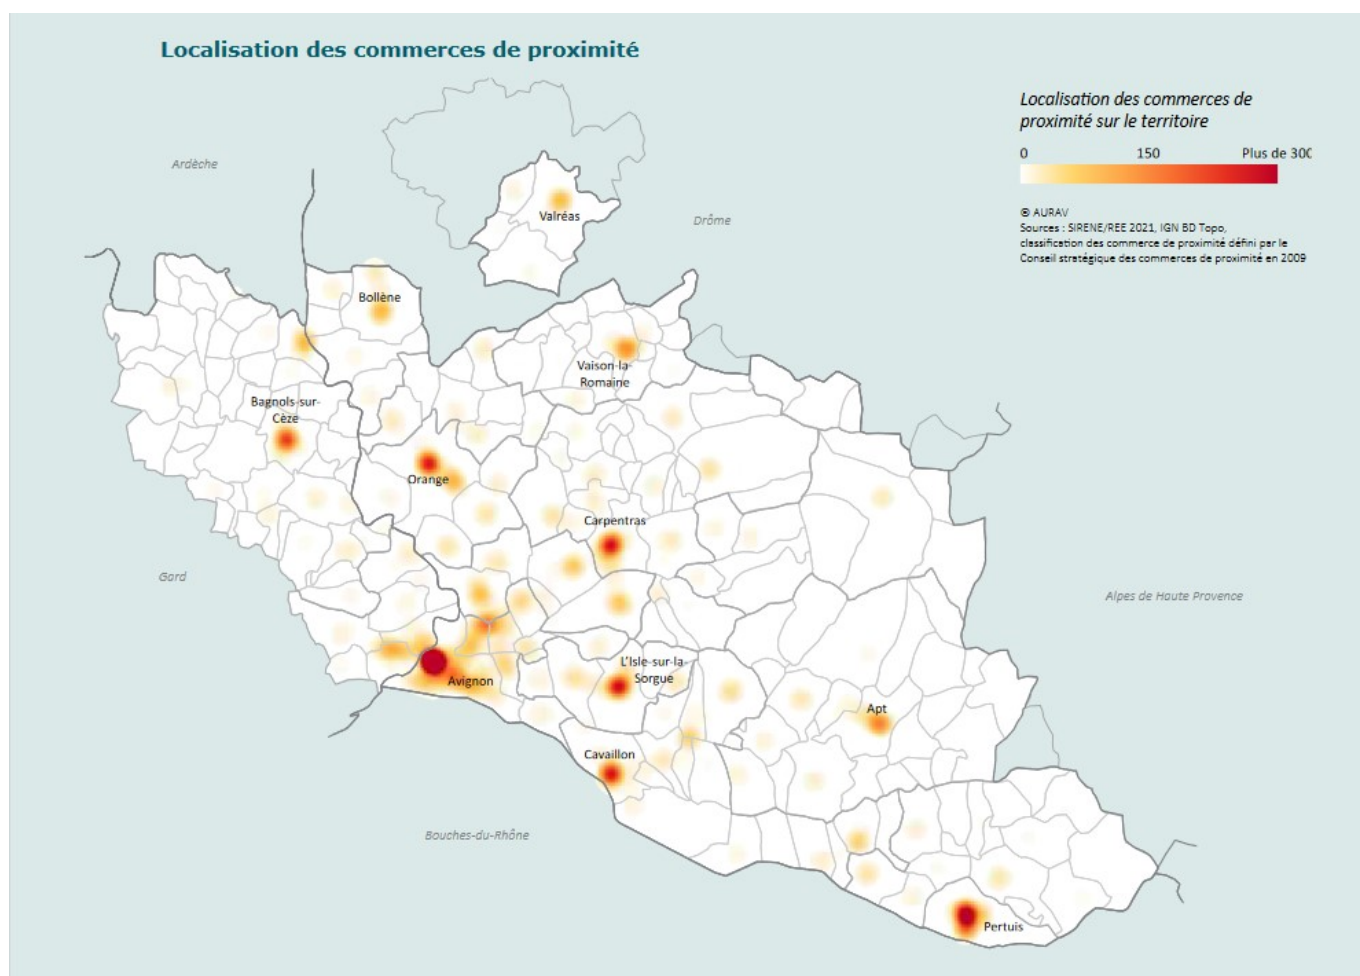 Localisation des commerces de proximité
Localisation des commerces de
proximité sur le territoire
0 150 Plus de 300
® AURAV
Sources : SIRENE/REE 2021, IGN BD Topo,
classification des commerce de proximité défini par le
Conseil stratégique des commerces de proximité en 2009
Ardèche
Drôme
Valréas
Bollène
Vaison-la-
Romaine
Bagnols-sur-
Cèze
Orange
Carpentras
Gard
Alpes de Haute Provence
L'Isle-sur-la-
Sorgue
Avignon
Apt
Cavaillon
Bouches-du-Rhône
Pertuis